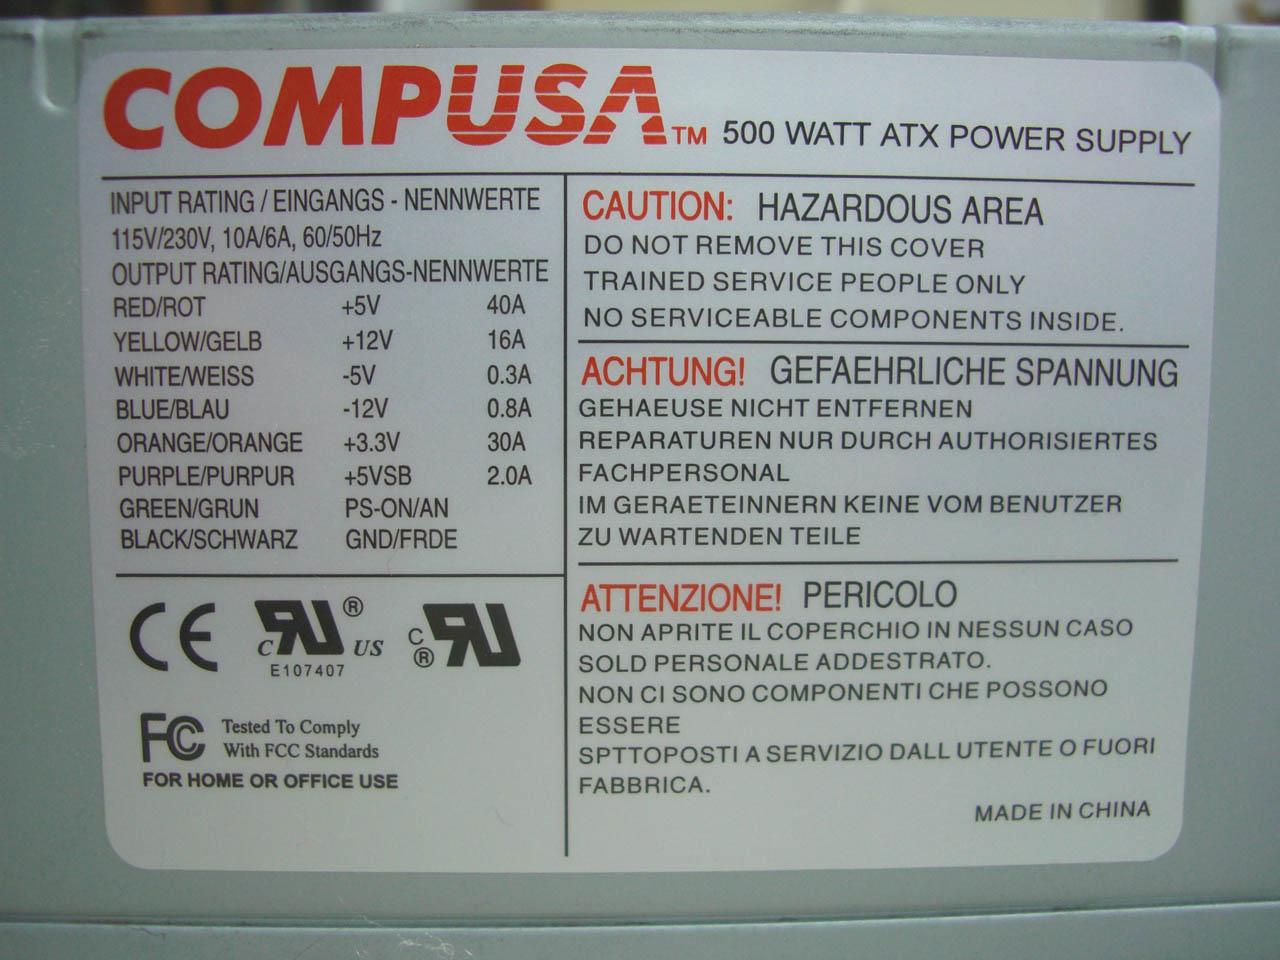 COMPUSA™ 500 WATT ATX POWER SUPPLY
INPUT RATING / EINGANGS - NENNWERTE
115V/230V, 10A/6A, 60/50Hz
OUTPUT RATING/AUSGANGS-NENNWERTE
RED/ROT +5V 40A
YELLOW/GELB +12V 16A
WHITE/WEISS -5V 0.3A
BLUE/BLAU -12V 0.8A
ORANGE/ORANGE +3.3V 30A
PURPLE/PURPUR +5VSB 2.0A
GREEN/GRUN PS-ON/AN
BLACK/SCHWARZ GND/FRDE
CE c RU® US c RU®
E107407
FC Tested To Comply
With FCC Standards
FOR HOME OR OFFICE USE
CAUTION: HAZARDOUS AREA
DO NOT REMOVE THIS COVER
TRAINED SERVICE PEOPLE ONLY
NO SERVICEABLE COMPONENTS INSIDE.
ACHTUNG! GEFAEHRLICHE SPANNUNG
GEHAEUSE NICHT ENTFERNEN
REPARATUREN NUR DURCH AUTHORISIERTES
FACHPERSONAL
IM GERAETEINNERN KEINE VOM BENUTZER
ZU WARTENDEN TEILE
ATTENZIONE! PERICOLO
NON APRITE IL COPERCHIO IN NESSUN CASO
SOLD PERSONALE ADDESTRATO.
NON CI SONO COMPONENTI CHE POSSONO
ESSERE
SPTTOPOSTI A SERVIZIO DALL UTENTE O FUORI
FABBRICA.
MADE IN CHINA